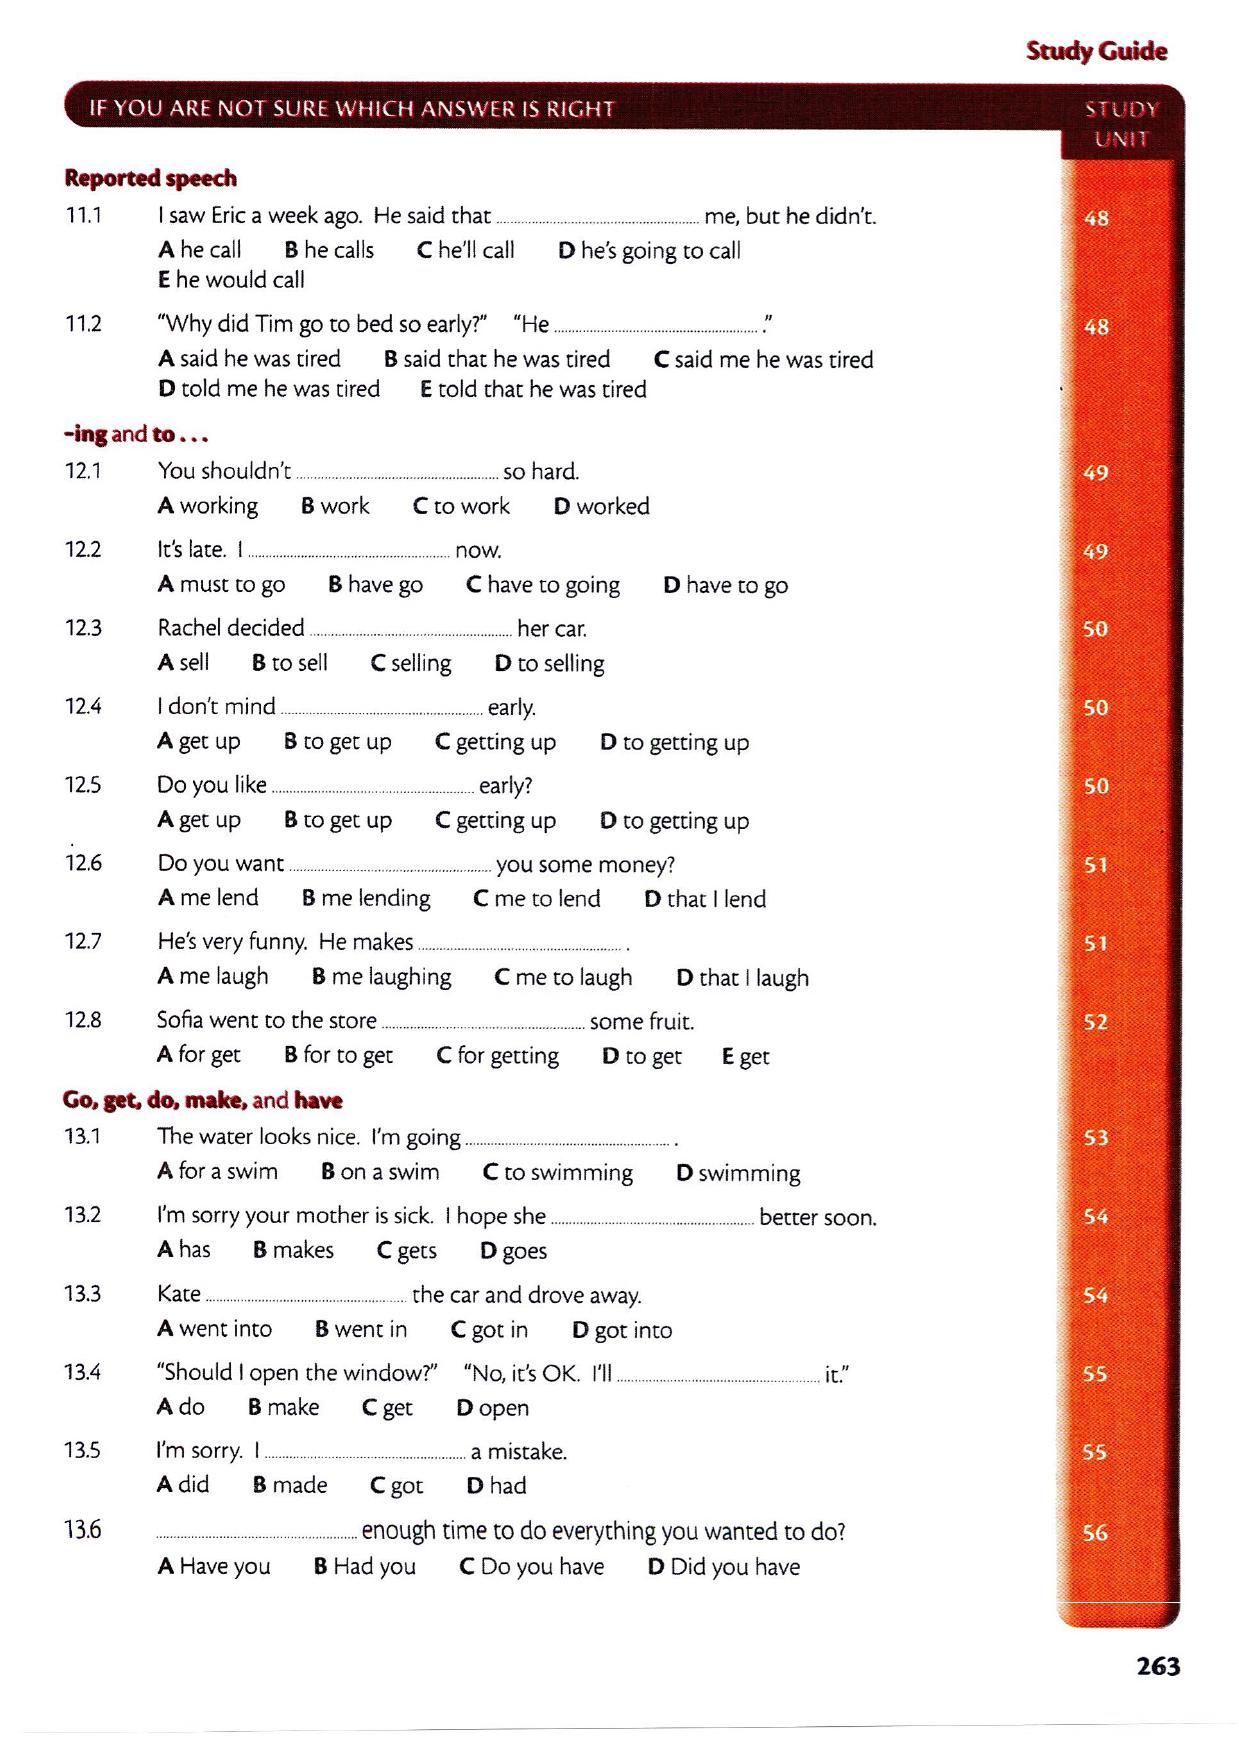 Study Guide
IF YOU ARE NOT SURE WHICH ANSWER IS RIGHT STUDY
UNIT
Reported speech
11.1 I saw Eric a week ago. He said that ........................ me, but he didn't. 48
A he call B he calls C he'll call D he's going to call
E he would call
11.2 "Why did Tim go to bed so early?" "He ........................ ." 48
A said he was tired B said that he was tired C said me he was tired
D told me he was tired E told that he was tired
-ing and to . . .
12.1 You shouldn't ........................ so hard. 49
A working B work C to work D worked
12.2 It's late. I ........................ now. 49
A must to go B have go C have to going D have to go
12.3 Rachel decided ........................ her car. 50
A sell B to sell C selling D to selling
12.4 I don't mind ........................ early. 50
A get up B to get up C getting up D to getting up
12.5 Do you like ........................ early? 50
A get up B to get up C getting up D to getting up
12.6 Do you want ........................ you some money? 51
A me lend B me lending C me to lend D that I lend
12.7 He's very funny. He makes ........................ . 51
A me laugh B me laughing C me to laugh D that I laugh
12.8 Sofia went to the store ........................ some fruit. 52
A for get B for to get C for getting D to get E get
Go, get, do, make, and have
13.1 The water looks nice. I'm going ........................ . 53
A for a swim B on a swim C to swimming D swimming
13.2 I'm sorry your mother is sick. I hope she ........................ better soon. 54
A has B makes C gets D goes
13.3 Kate ........................ the car and drove away. 54
A went into B went in C got in D got into
13.4 "Should I open the window?" "No, it's OK. I'll ........................ it." 55
A do B make C get D open
13.5 I'm sorry. I ........................ a mistake. 55
A did B made C got D had
13.6 ........................ enough time to do everything you wanted to do? 56
A Have you B Had you C Do you have D Did you have
263